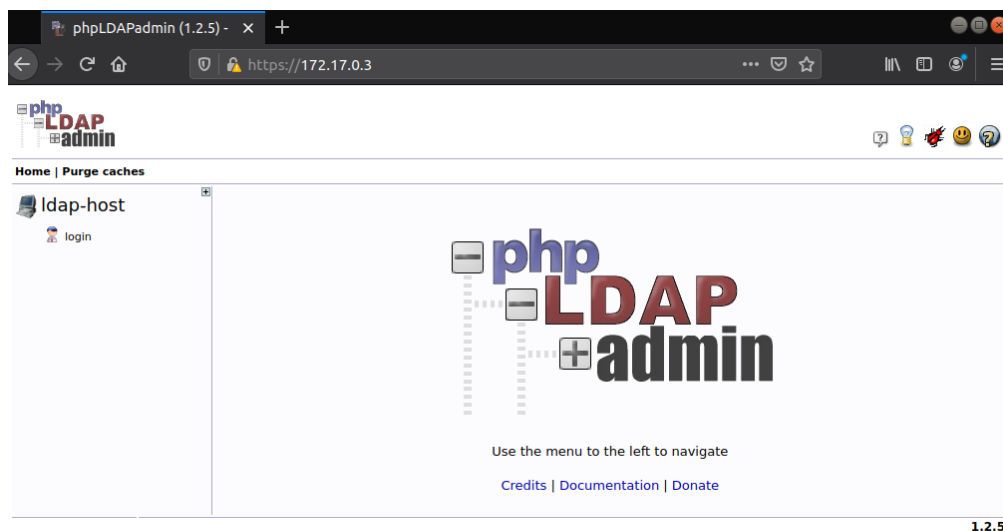 phpLDAPadmin (1.2.5) -
https://172.17.0.3
php
LDAP
admin
Home | Purge caches
ldap-host
login
php
LDAP
admin
Use the menu to the left to navigate
Credits | Documentation | Donate
1.2.5